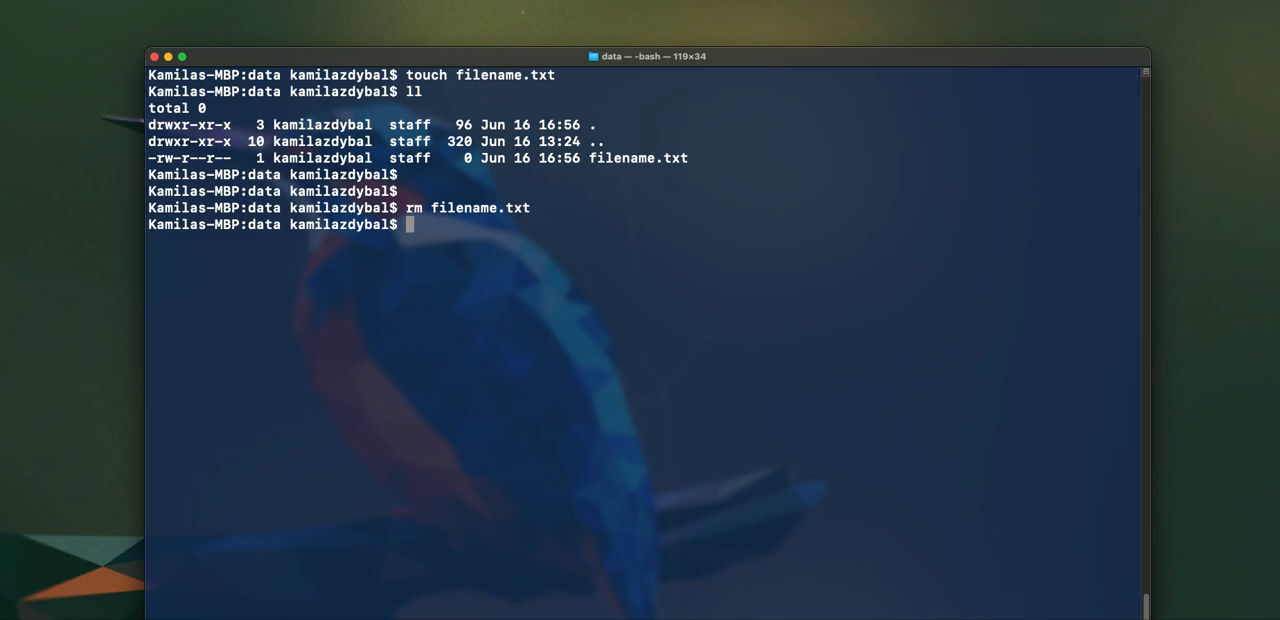 data — -bash — 119×34
Kamilas-MBP:data kamilazdybal$ touch filename.txt
Kamilas-MBP:data kamilazdybal$ ll
total 0
drwxr-xr-x   3 kamilazdybal  staff   96 Jun 16 16:56 .
drwxr-xr-x  10 kamilazdybal  staff  320 Jun 16 13:24 ..
-rw-r--r--   1 kamilazdybal  staff    0 Jun 16 16:56 filename.txt
Kamilas-MBP:data kamilazdybal$
Kamilas-MBP:data kamilazdybal$
Kamilas-MBP:data kamilazdybal$ rm filename.txt
Kamilas-MBP:data kamilazdybal$